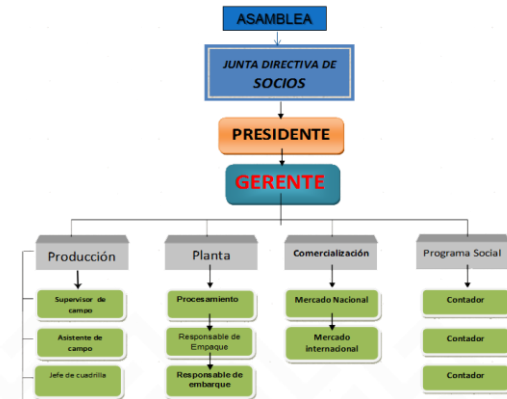 ASAMBLEA
JUNTA DIRECTIVA DE
SOCIOS
PRESIDENTE
GERENTE
Producción
Planta
Comercialización
Programa Social
Supervisor de
campo
Procesamiento
Mercado Nacional
Contador
Asistente de
campo
Responsable de
Empaque
Mercado
internacional
Contador
Jefe de cuadrilla
Responsable de
embarque
Contador